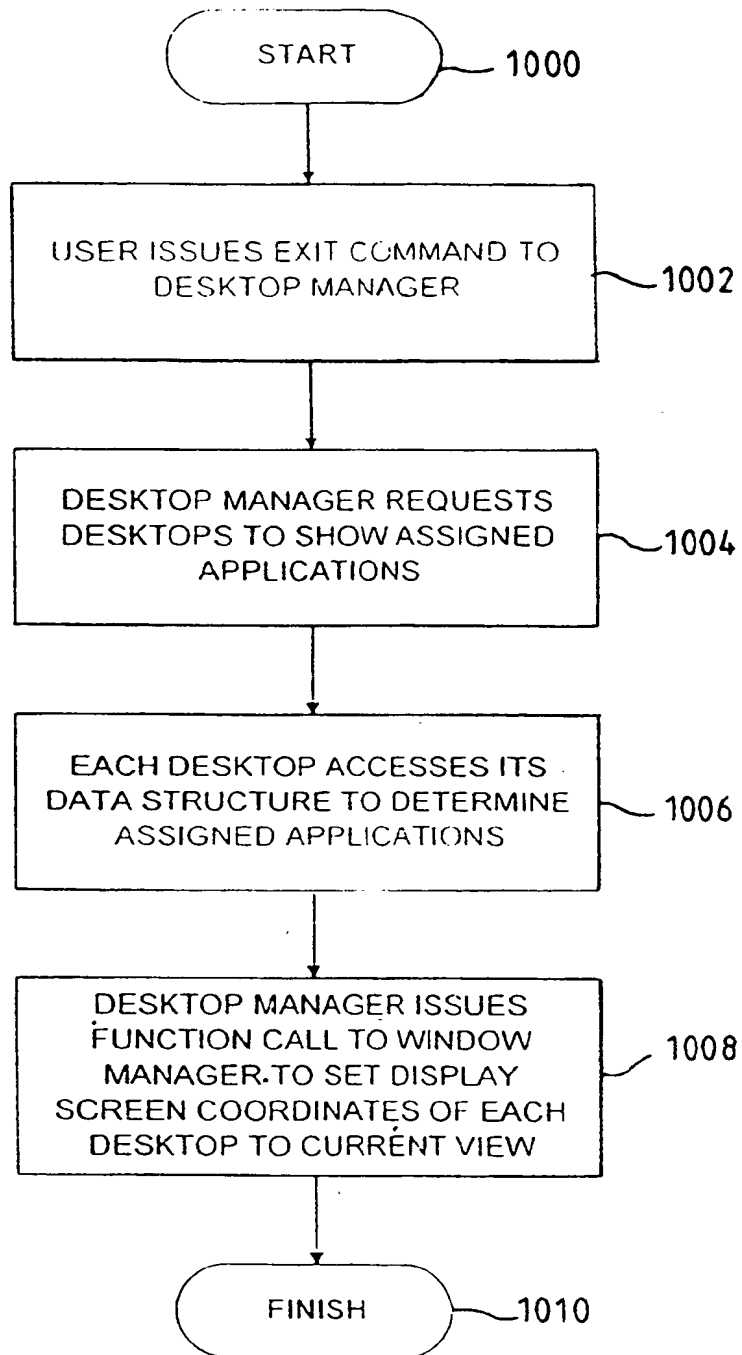 START
1000
USER ISSUES EXIT COMMAND TO
DESKTOP MANAGER
1002
DESKTOP MANAGER REQUESTS
DESKTOPS TO SHOW ASSIGNED
APPLICATIONS
1004
EACH DESKTOP ACCESSES ITS
DATA STRUCTURE TO DETERMINE
ASSIGNED APPLICATIONS
1006
DESKTOP MANAGER ISSUES
FUNCTION CALL TO WINDOW
MANAGER TO SET DISPLAY
SCREEN COORDINATES OF EACH
DESKTOP TO CURRENT VIEW
1008
FINISH
1010